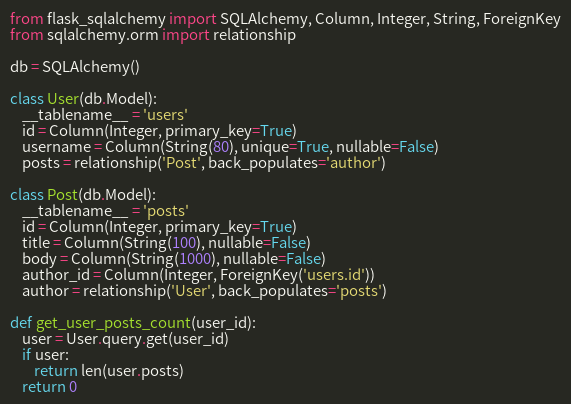 from flask_sqlalchemy import SQLAlchemy, Column, Integer, String, ForeignKey
from sqlalchemy.orm import relationship

db = SQLAlchemy()

class User(db.Model):
    __tablename__ = 'users'
    id = Column(Integer, primary_key=True)
    username = Column(String(80), unique=True, nullable=False)
    posts = relationship('Post', back_populates='author')

class Post(db.Model):
    __tablename__ = 'posts'
    id = Column(Integer, primary_key=True)
    title = Column(String(100), nullable=False)
    body = Column(String(1000), nullable=False)
    author_id = Column(Integer, ForeignKey('users.id'))
    author = relationship('User', back_populates='posts')

def get_user_posts_count(user_id):
    user = User.query.get(user_id)
    if user:
        return len(user.posts)
    return 0